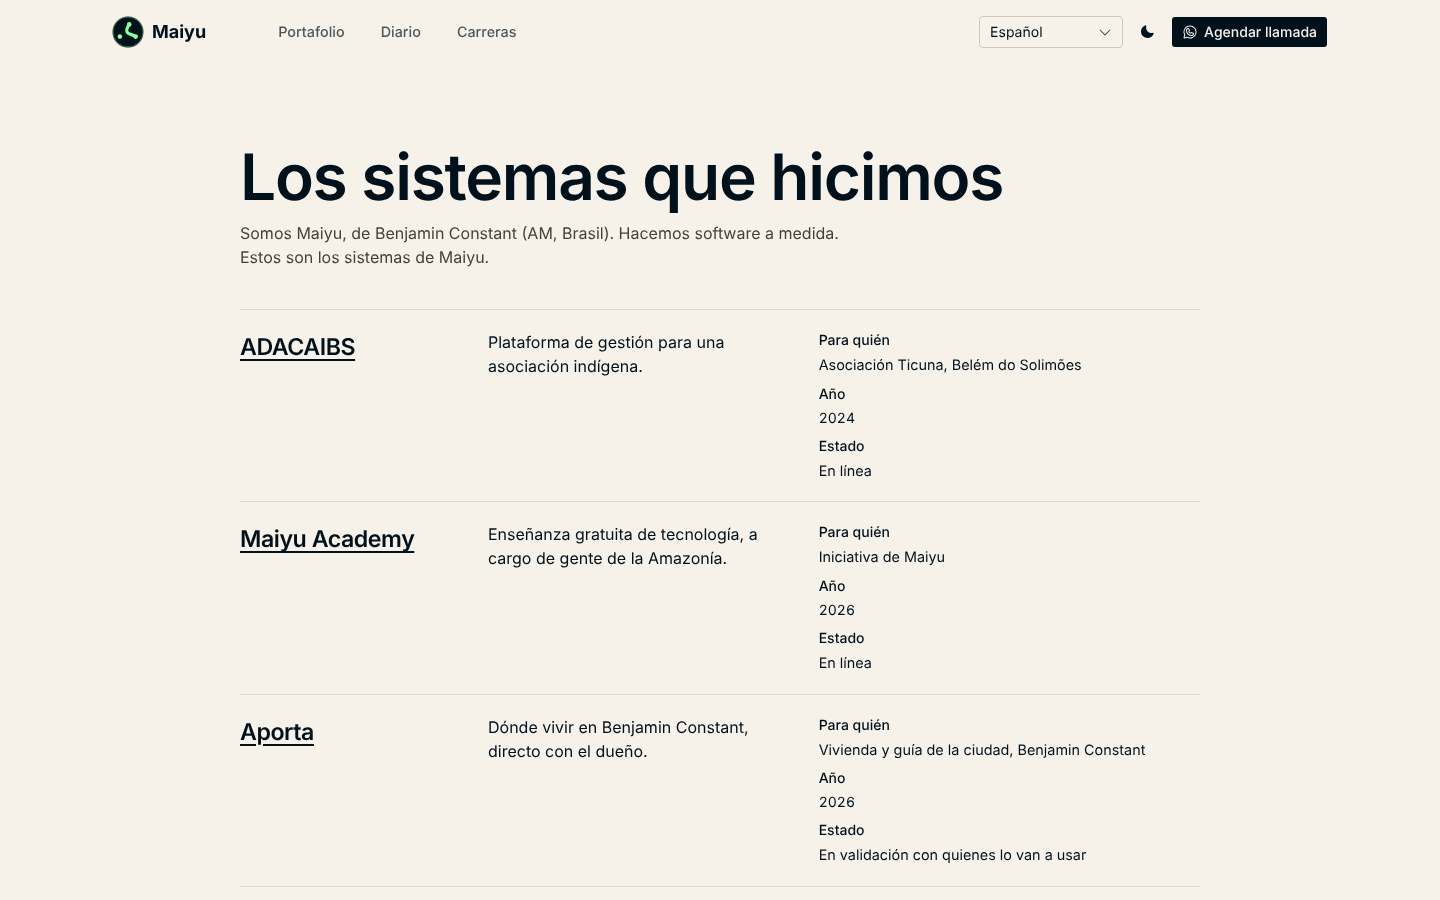 Maiyu
Portafolio
Diario
Carreras
Español
Agendar llamada
Los sistemas que hicimos
Somos Maiyu, de Benjamin Constant (AM, Brasil). Hacemos software a medida.
Estos son los sistemas de Maiyu.
ADACAIBS
Plataforma de gestión para una
asociación indígena.
Para quién
Asociación Ticuna, Belém do Solimões
Año
2024
Estado
En línea
Maiyu Academy
Enseñanza gratuita de tecnología, a
cargo de gente de la Amazonía.
Para quién
Iniciativa de Maiyu
Año
2026
Estado
En línea
Aporta
Dónde vivir en Benjamin Constant,
directo con el dueño.
Para quién
Vivienda y guía de la ciudad, Benjamin Constant
Año
2026
Estado
En validación con quienes lo van a usar